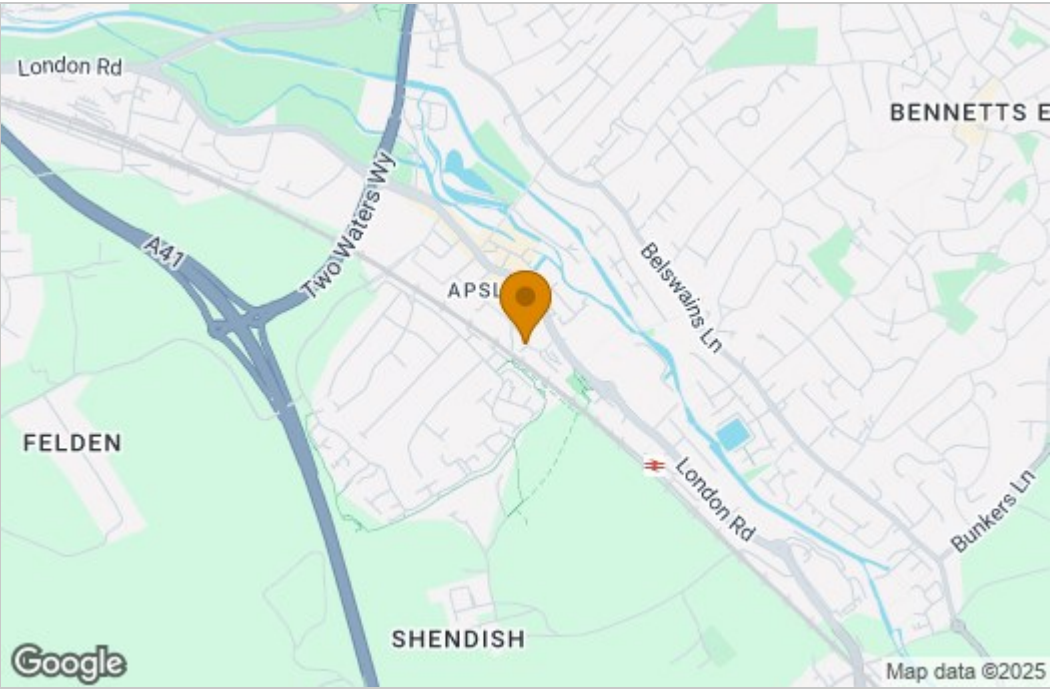 London Rd
BENNETTS E
Two Waters Wy
A41
Belswains Ln
APSL
FELDEN
London Rd
Bunkers Ln
SHENDISH
Google
Map data ©2025